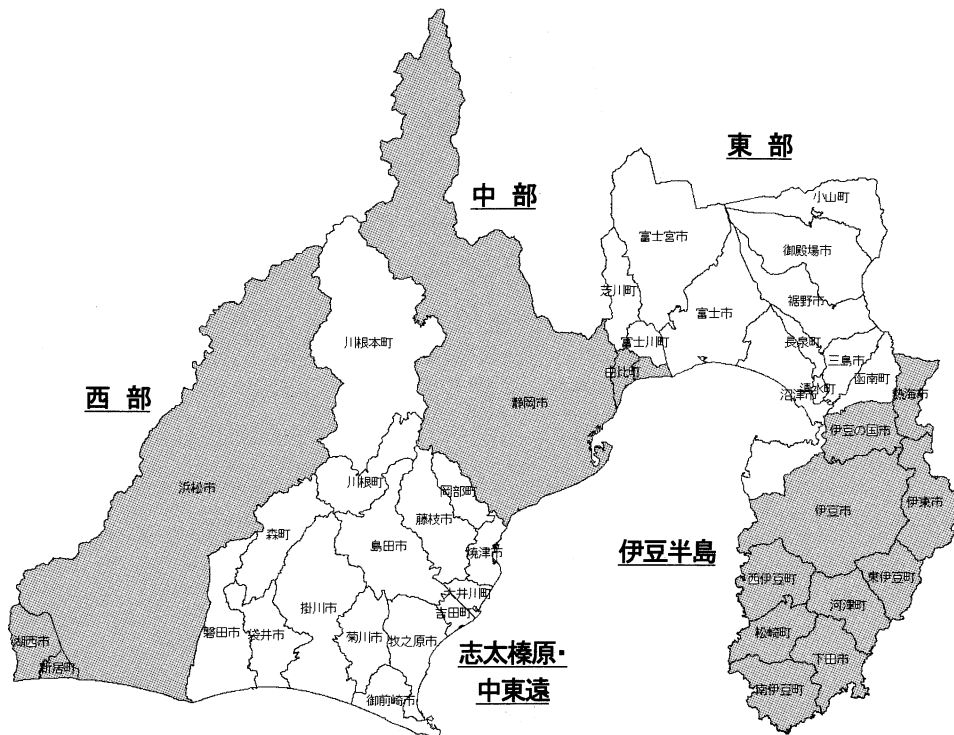 東 部
小山町
中 部
富士宮市
御殿場市
芝川町
裾野市
富士市
富士川町
長泉町
川根本町
三島市
函南町
由比町
清水町
沼津市
熱海市
西 部
静岡市
伊豆の国市
川根町
岡部町
浜松市
伊豆市
伊東市
藤枝市
森町
島田市
焼津市
伊豆半島
西伊豆町
東伊豆町
大井川町
河津町
掛川市
吉田町
磐田市
袋井市
菊川市
牧之原市
松崎町
湖西市
志太榛原・
中東遠
下田市
新居町
南伊豆町
御前崎市